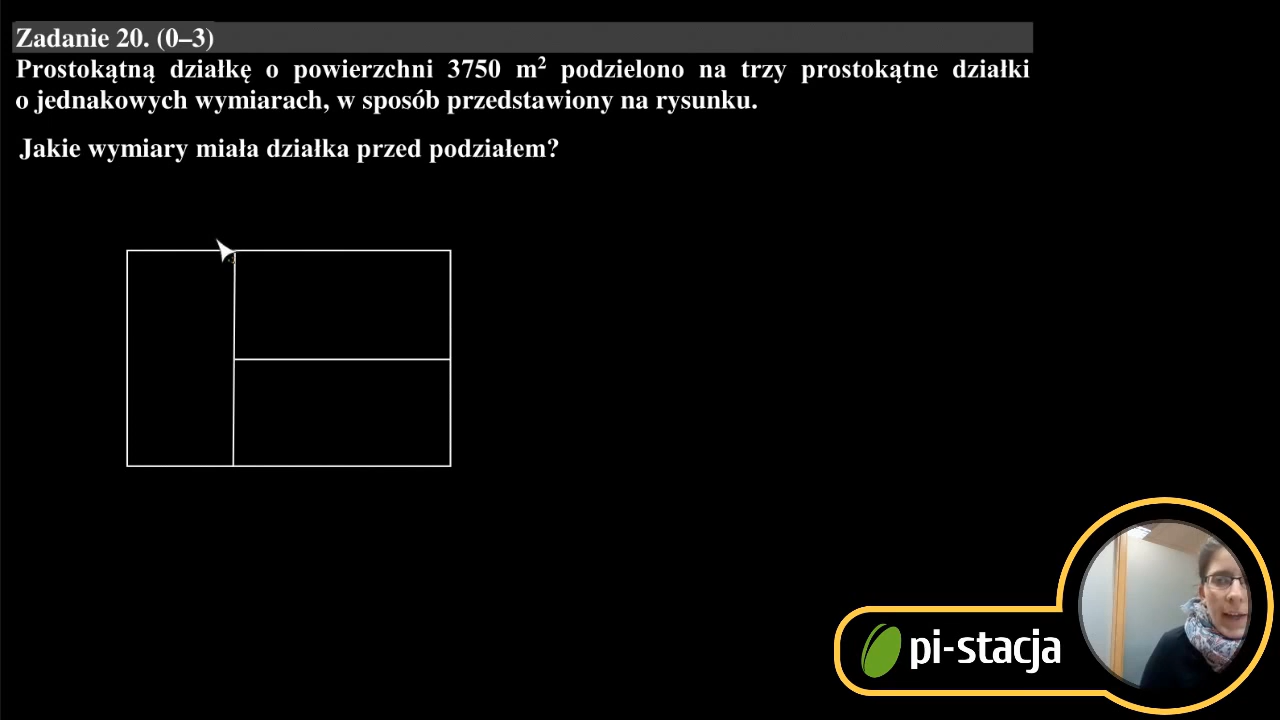 Zadanie 20. (0–3)
Prostokątną działkę o powierzchni 3750 m² podzielono na trzy prostokątne działki
o jednakowych wymiarach, w sposób przedstawiony na rysunku.
Jakie wymiary miała działka przed podziałem?
pi-stacja